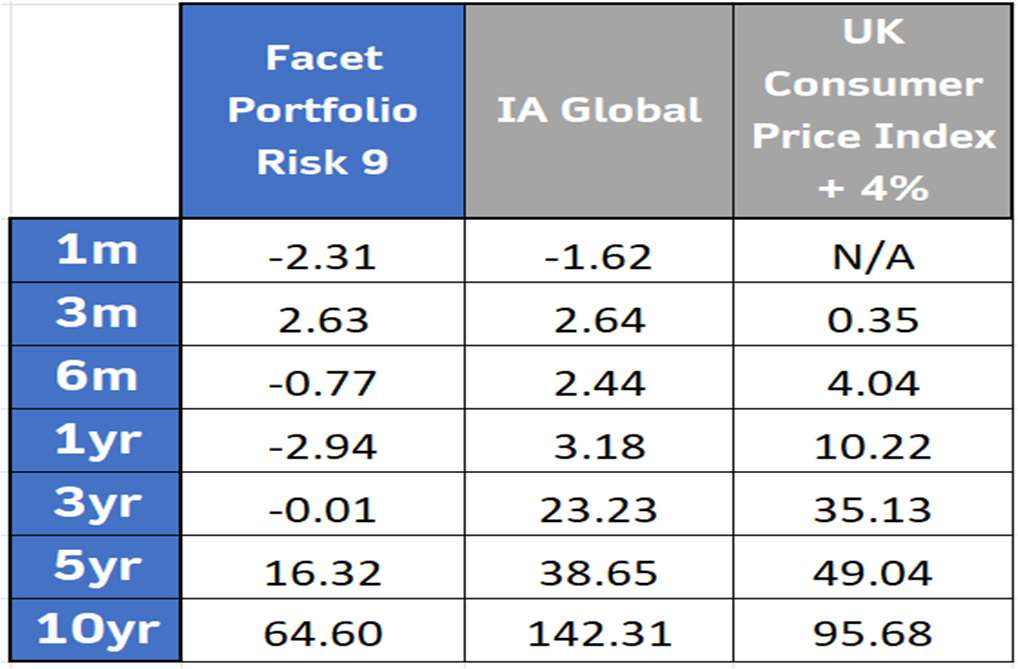 Facet
Portfolio
Risk 9
IA Global
UK
Consumer
Price Index
+ 4%
1m -2.31 -1.62 N/A
3m 2.63 2.64 0.35
6m -0.77 2.44 4.04
1yr -2.94 3.18 10.22
3yr -0.01 23.23 35.13
5yr 16.32 38.65 49.04
10yr 64.60 142.31 95.68